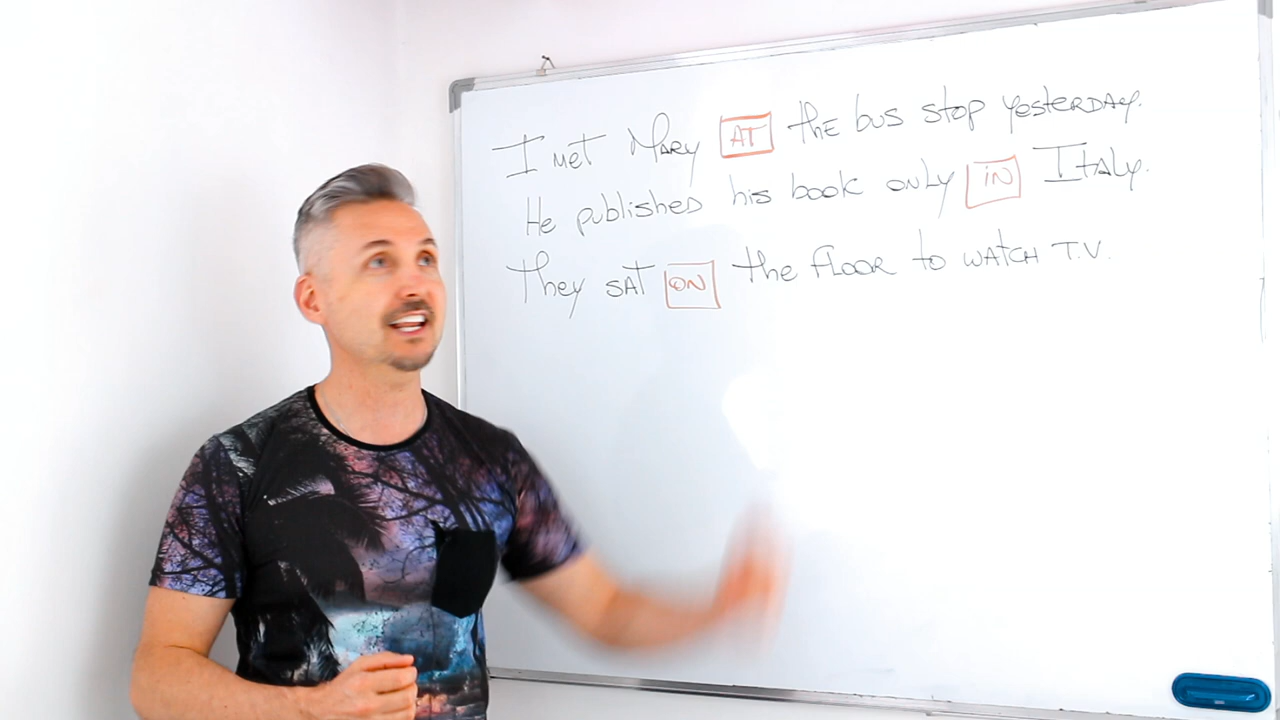 I met Mary AT the bus stop yesterday.
He published his book only iN Italy.
They sat ON the floor to watch T.V.